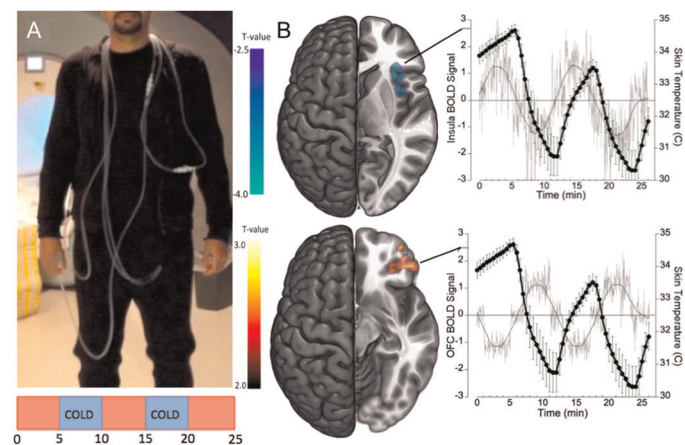 A
T-value
-2.5
-4.0
T-value
3.0
2.0
COLD
COLD
0 5 10 15 20 25
B
3
2
1
0
-1
-2
-3
Insula BOLD Signal
0 5 10 15 20 25
Time (min)
35
34
33
32
31
30
Skin Temperature (C)
3
2
1
0
-1
-2
-3
OFC BOLD Signal
0 5 10 15 20 25
Time (min)
35
34
33
32
31
30
Skin Temperature (C)